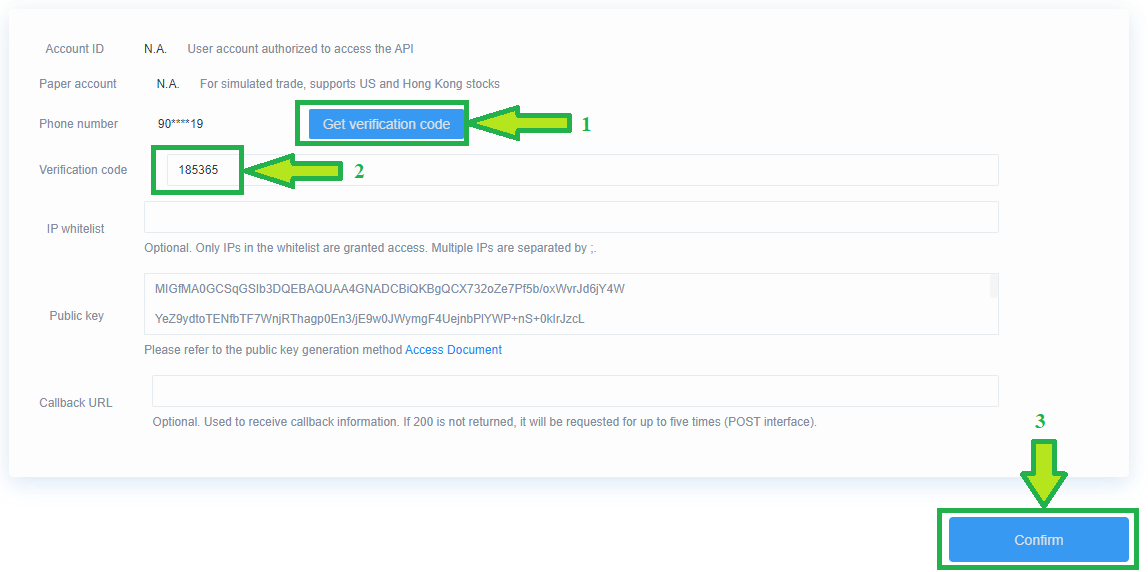 Account ID N.A. User account authorized to access the API
Paper account N.A. For simulated trade, supports US and Hong Kong stocks
Phone number 90****19 Get verification code 1
Verification code 185365 2
IP whitelist
Optional. Only IPs in the whitelist are granted access. Multiple IPs are separated by ;.
MIGfMA0GCSqGSIb3DQEBAQUAA4GNADCBiQKBgQCX732oZe7Pf5b/oxWvrJd6jY4W
Public key
YeZ9ydtoTENfbTF7WnjRThagp0En3/jE9w0JWymgF4UejnbPlYWP+nS+0kIrJzcL
Please refer to the public key generation method Access Document
Callback URL
Optional. Used to receive callback information. If 200 is not returned, it will be requested for up to five times (POST interface).
3
Confirm